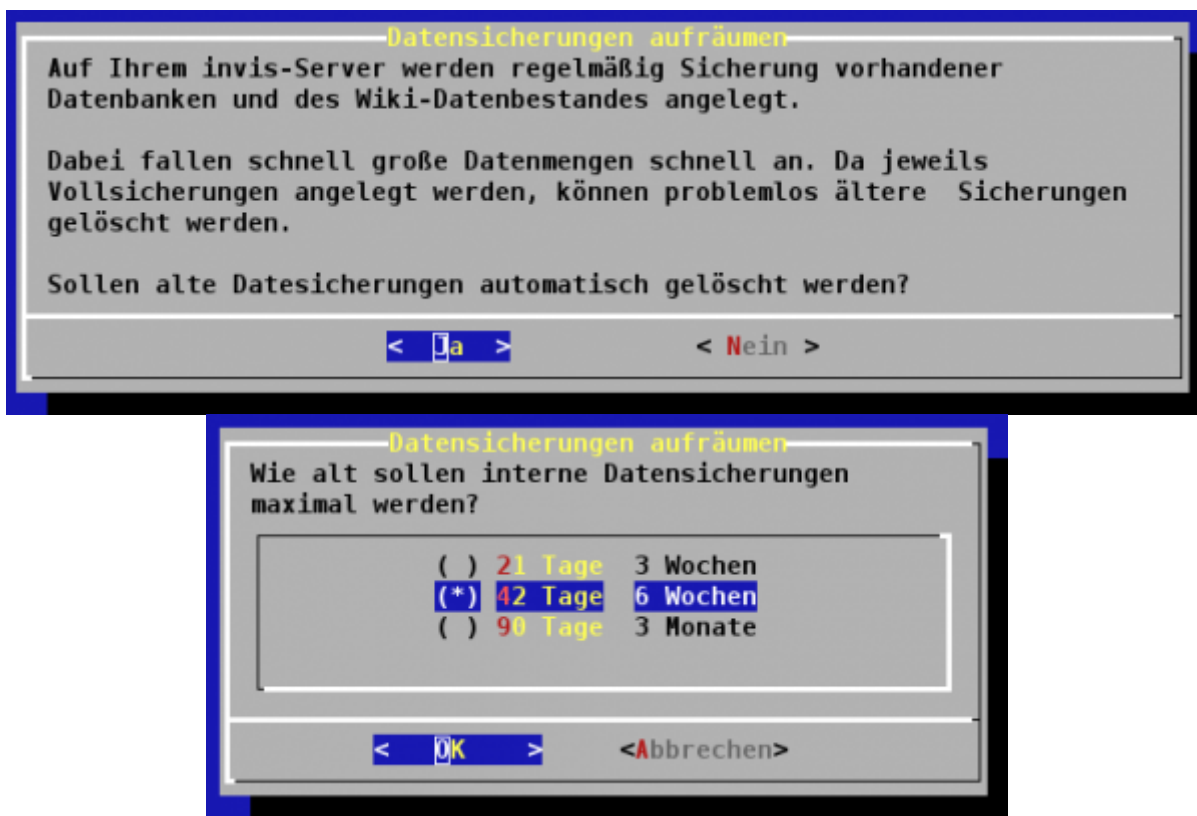 Datensicherungen aufräumen
Auf Ihrem invis-Server werden regelmäßig Sicherung vorhandener
Datenbanken und des Wiki-Datenbestandes angelegt.
Dabei fallen schnell große Datenmengen schnell an. Da jeweils
Vollsicherungen angelegt werden, können problemlos ältere  Sicherungen
gelöscht werden.
Sollen alte Datesicherungen automatisch gelöscht werden?
<  Ja  > < Nein >
Datensicherungen aufräumen
Wie alt sollen interne Datensicherungen
maximal werden?
( ) 21 Tage  3 Wochen
(*) 42 Tage  6 Wochen
( ) 90 Tage  3 Monate
<  OK  > <Abbrechen>